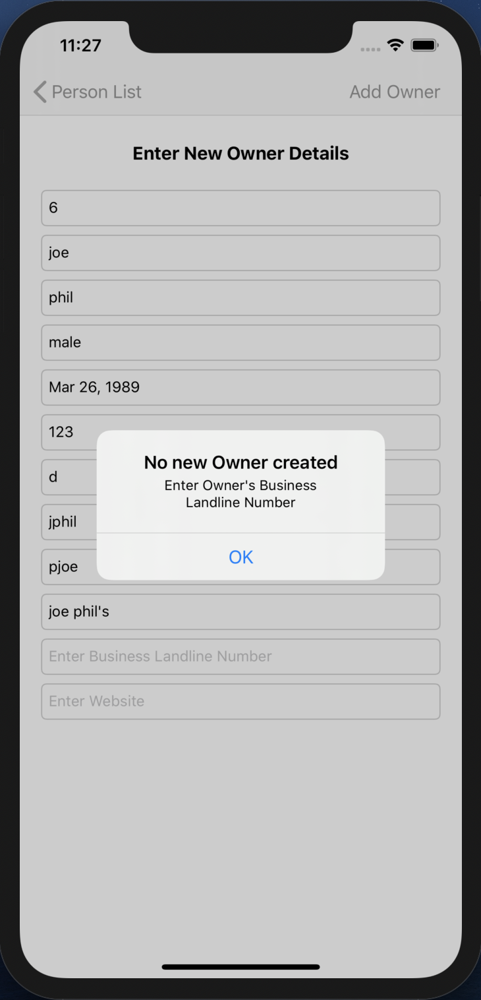 11:27
Person List
Add Owner
Enter New Owner Details
6
joe
phil
male
Mar 26, 1989
123
d
jphil
pjoe
No new Owner created
Enter Owner's Business
Landline Number
OK
joe phil's
Enter Business Landline Number
Enter Website